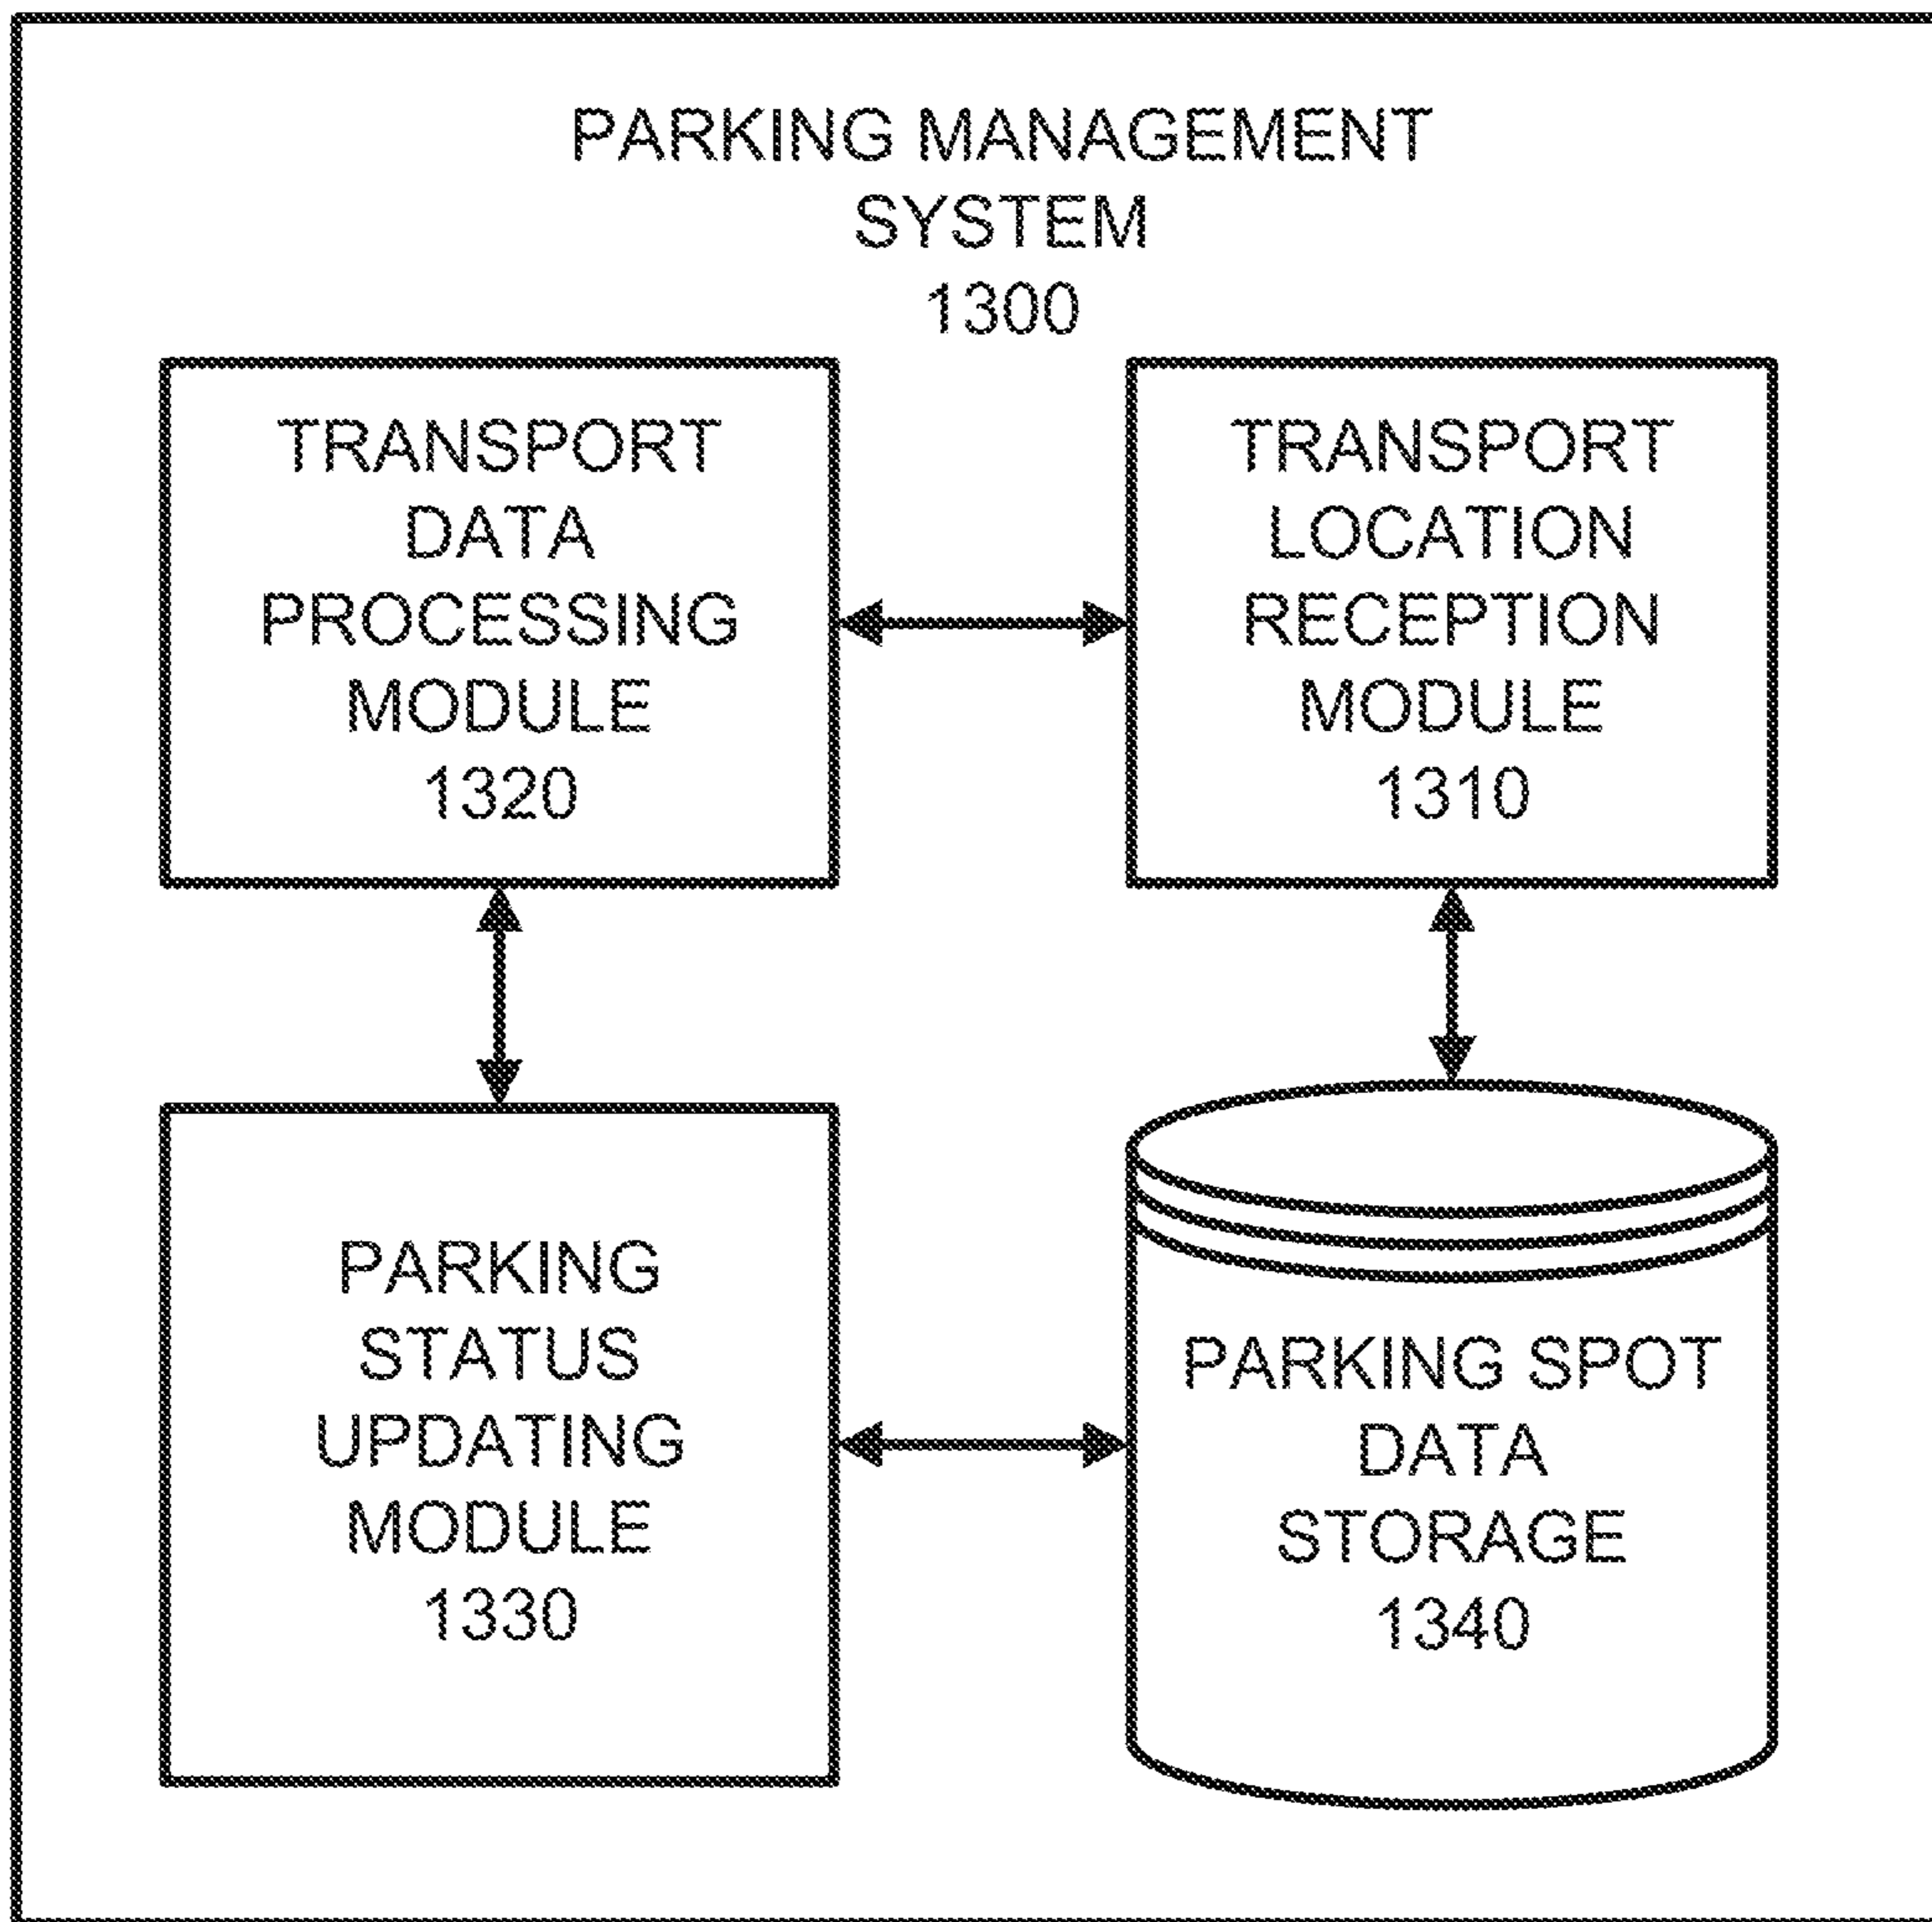 PARKING MANAGEMENT
SYSTEM
1300
TRANSPORT
DATA
PROCESSING
MODULE
1320
TRANSPORT
LOCATION
RECEPTION
MODULE
1310
PARKING
STATUS
UPDATING
MODULE
1330
PARKING SPOT
DATA
STORAGE
1340